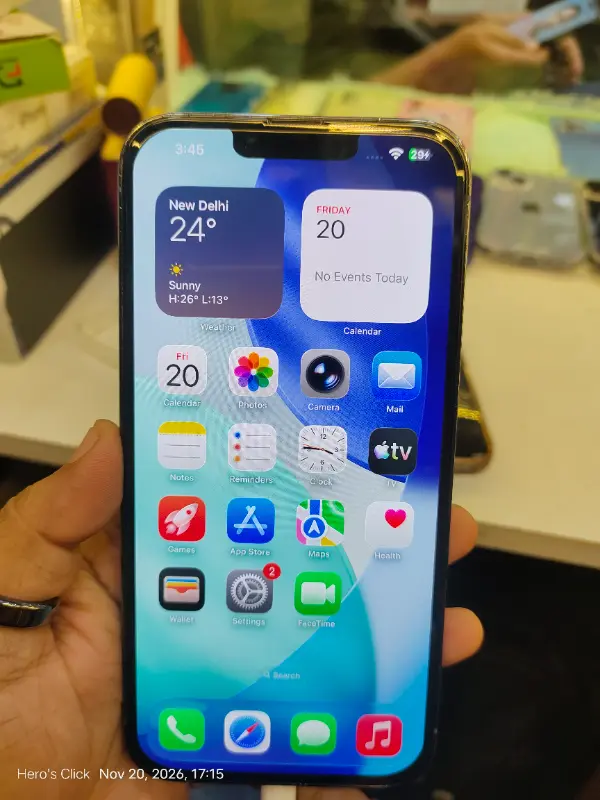 3:45
29
New Delhi
24°
Sunny
H:26° L:13°
Weather
FRIDAY
20
No Events Today
Calendar
Fri
20
Calendar
Photos
Camera
Mail
Notes
Reminders
Clock
tv
TV
Games
App Store
Maps
Health
Wallet
2
Settings
FaceTime
Search
Hero's Click Nov 20, 2026, 17:15